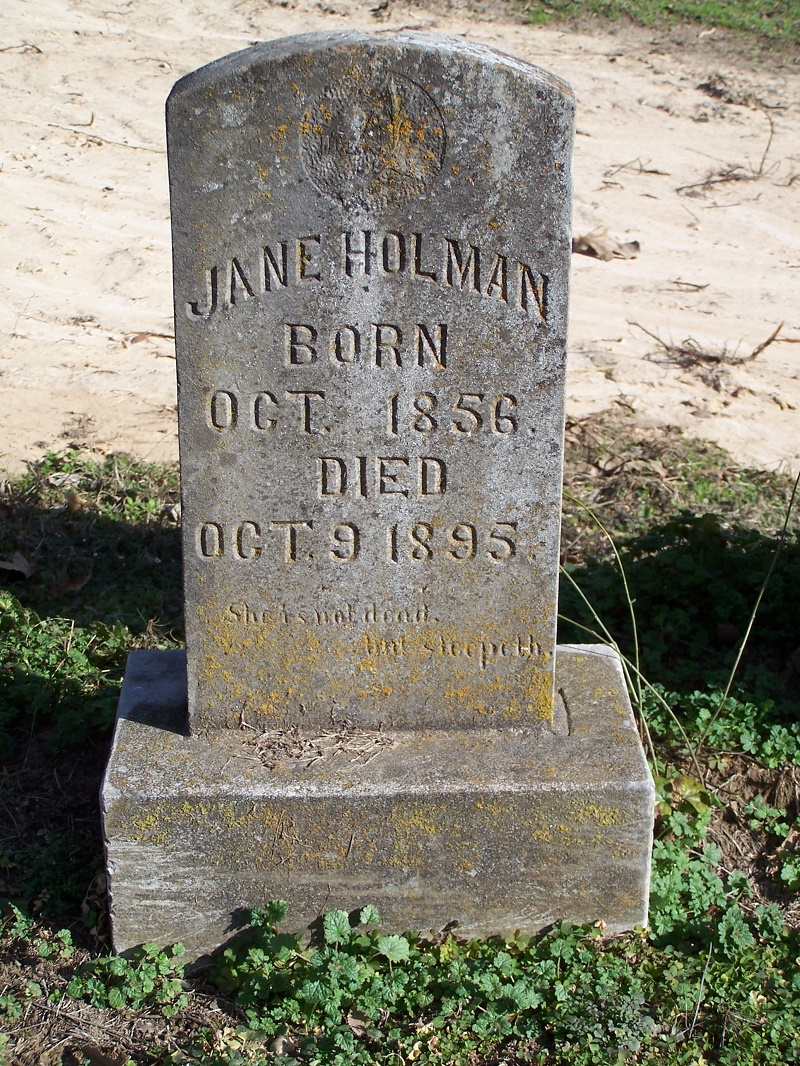 JANE HOLMAN
BORN
OCT. 1856.
DIED
OCT. 9 1895.
She is not dead,
but sleepeth.